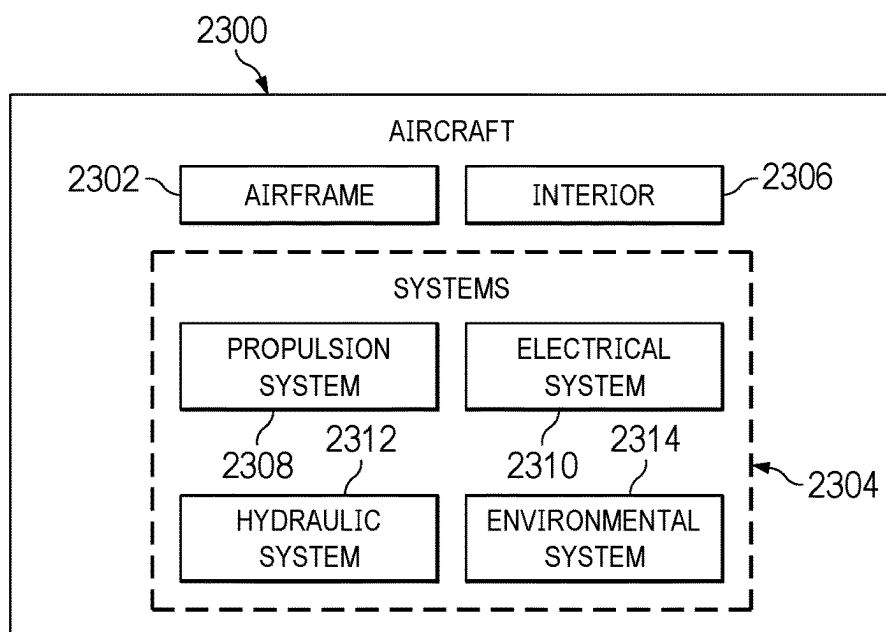 2300
AIRCRAFT
2302
AIRFRAME
INTERIOR
2306
SYSTEMS
PROPULSION
SYSTEM
ELECTRICAL
SYSTEM
2308
2312
2310
2314
2304
HYDRAULIC
SYSTEM
ENVIRONMENTAL
SYSTEM